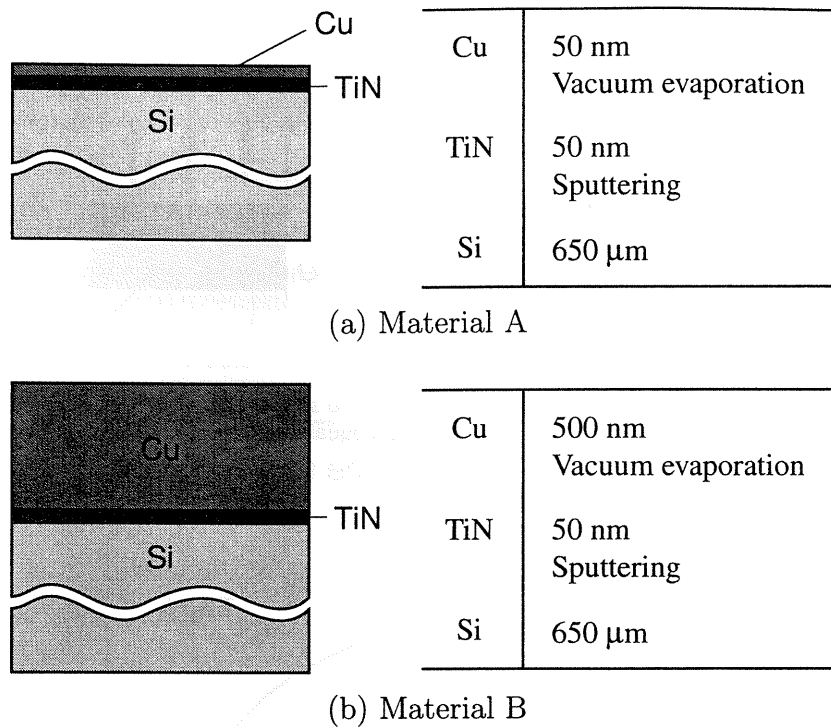 Cu
TiN
Si
Cu 50 nm
Vacuum evaporation
TiN 50 nm
Sputtering
Si 650 μm
(a) Material A
Cu
TiN
Si
Cu 500 nm
Vacuum evaporation
TiN 50 nm
Sputtering
Si 650 μm
(b) Material B